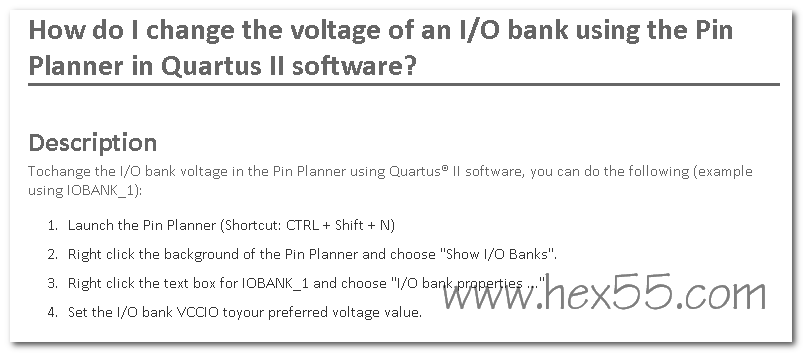 How do I change the voltage of an I/O bank using the Pin
Planner in Quartus II software?
Description
Tochange the I/O bank voltage in the Pin Planner using Quartus® II software, you can do the following (example
using IOBANK_1):
1. Launch the Pin Planner (Shortcut: CTRL + Shift + N)
2. Right click the background of the Pin Planner and choose "Show I/O Banks".
3. Right click the text box for IOBANK_1 and choose "I/O bank properties ..."
4. Set the I/O bank VCCIO toyour preferred voltage value.
www.hex55.com